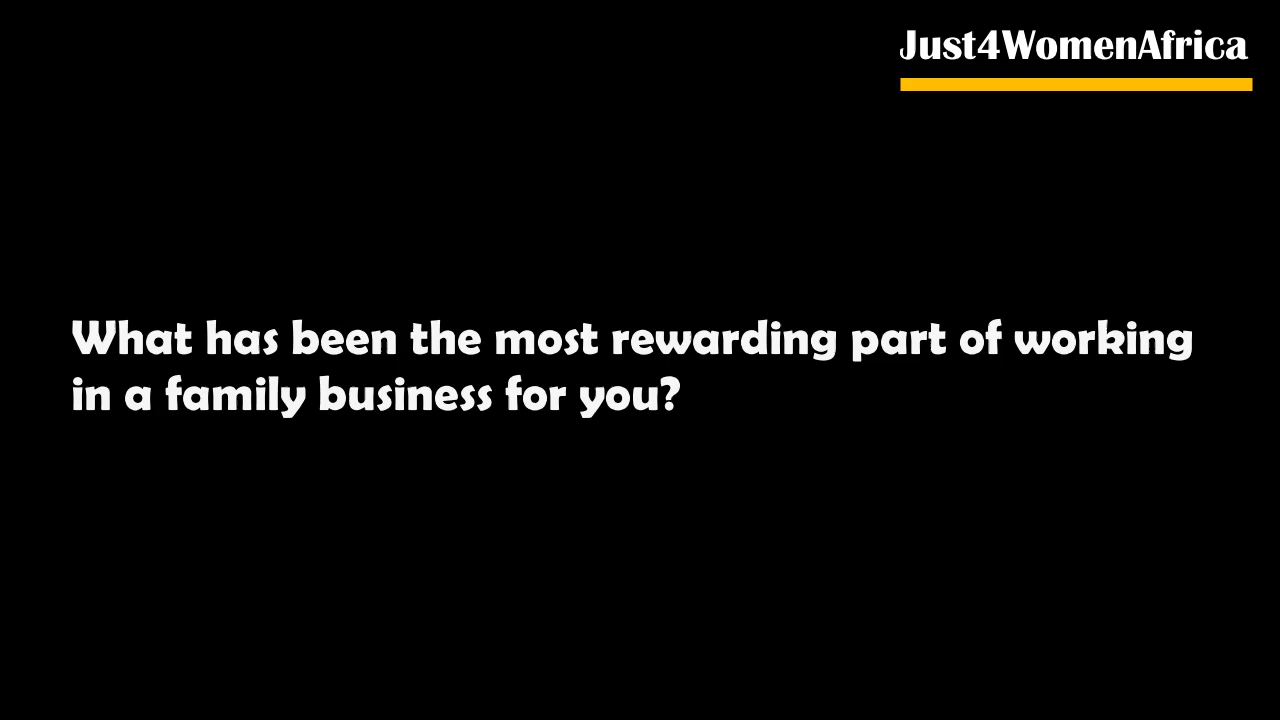 Just4WomenAfrica
What has been the most rewarding part of working
in a family business for you?